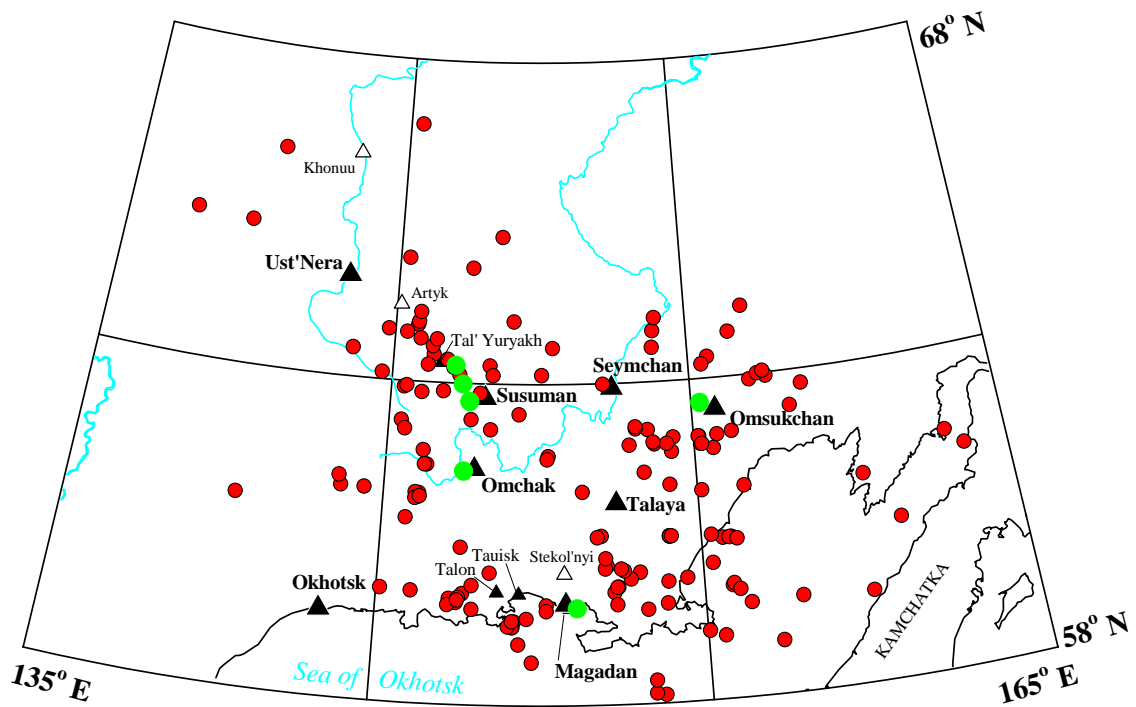 68° N
Khonuu
Ust'Nera
Artyk
Tal' Yuryakh
Seymchan
Susuman
Omsukchan
Omchak
Talaya
Stekol'nyi
Tauisk
Talon
Okhotsk
KAMCHATKA
58° N
Magadan
Sea of Okhotsk
135° E
165° E